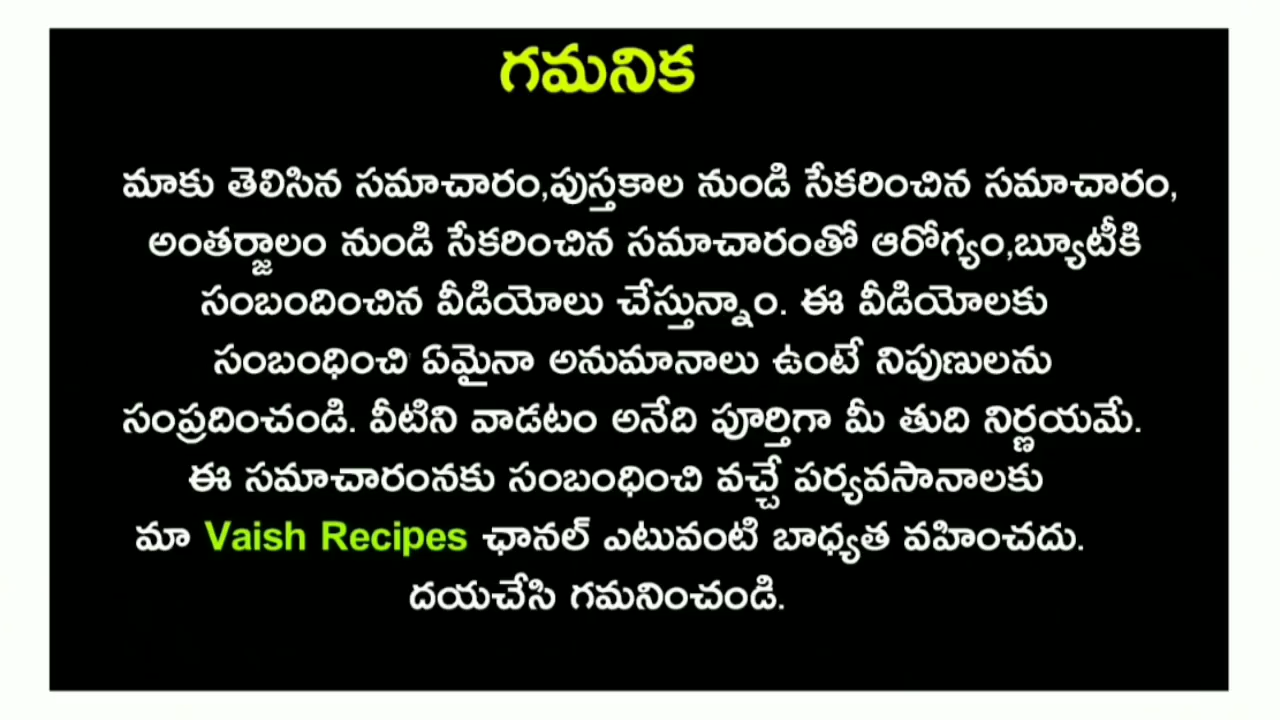 గమనిక
మాకు తెలిసిన సమాచారం,పుస్తకాల నుండి సేకరించిన సమాచారం,
అంతర్జాలం నుండి సేకరించిన సమాచారంతో ఆరోగ్యం,బ్యూటీకి
సంబందించిన వీడియోలు చేస్తున్నాం. ఈ వీడియోలకు
సంబంధించి ఏమైనా అనుమానాలు ఉంటే నిపుణులను
సంప్రదించండి. వీటిని వాడటం అనేది పూర్తిగా మీ తుది నిర్ణయమే.
ఈ సమాచారంనకు సంబంధించి వచ్చే పర్యవసానాలకు
మా Vaish Recipes ఛానల్ ఎటువంటి బాధ్యత వహించదు.
దయచేసి గమనించండి.